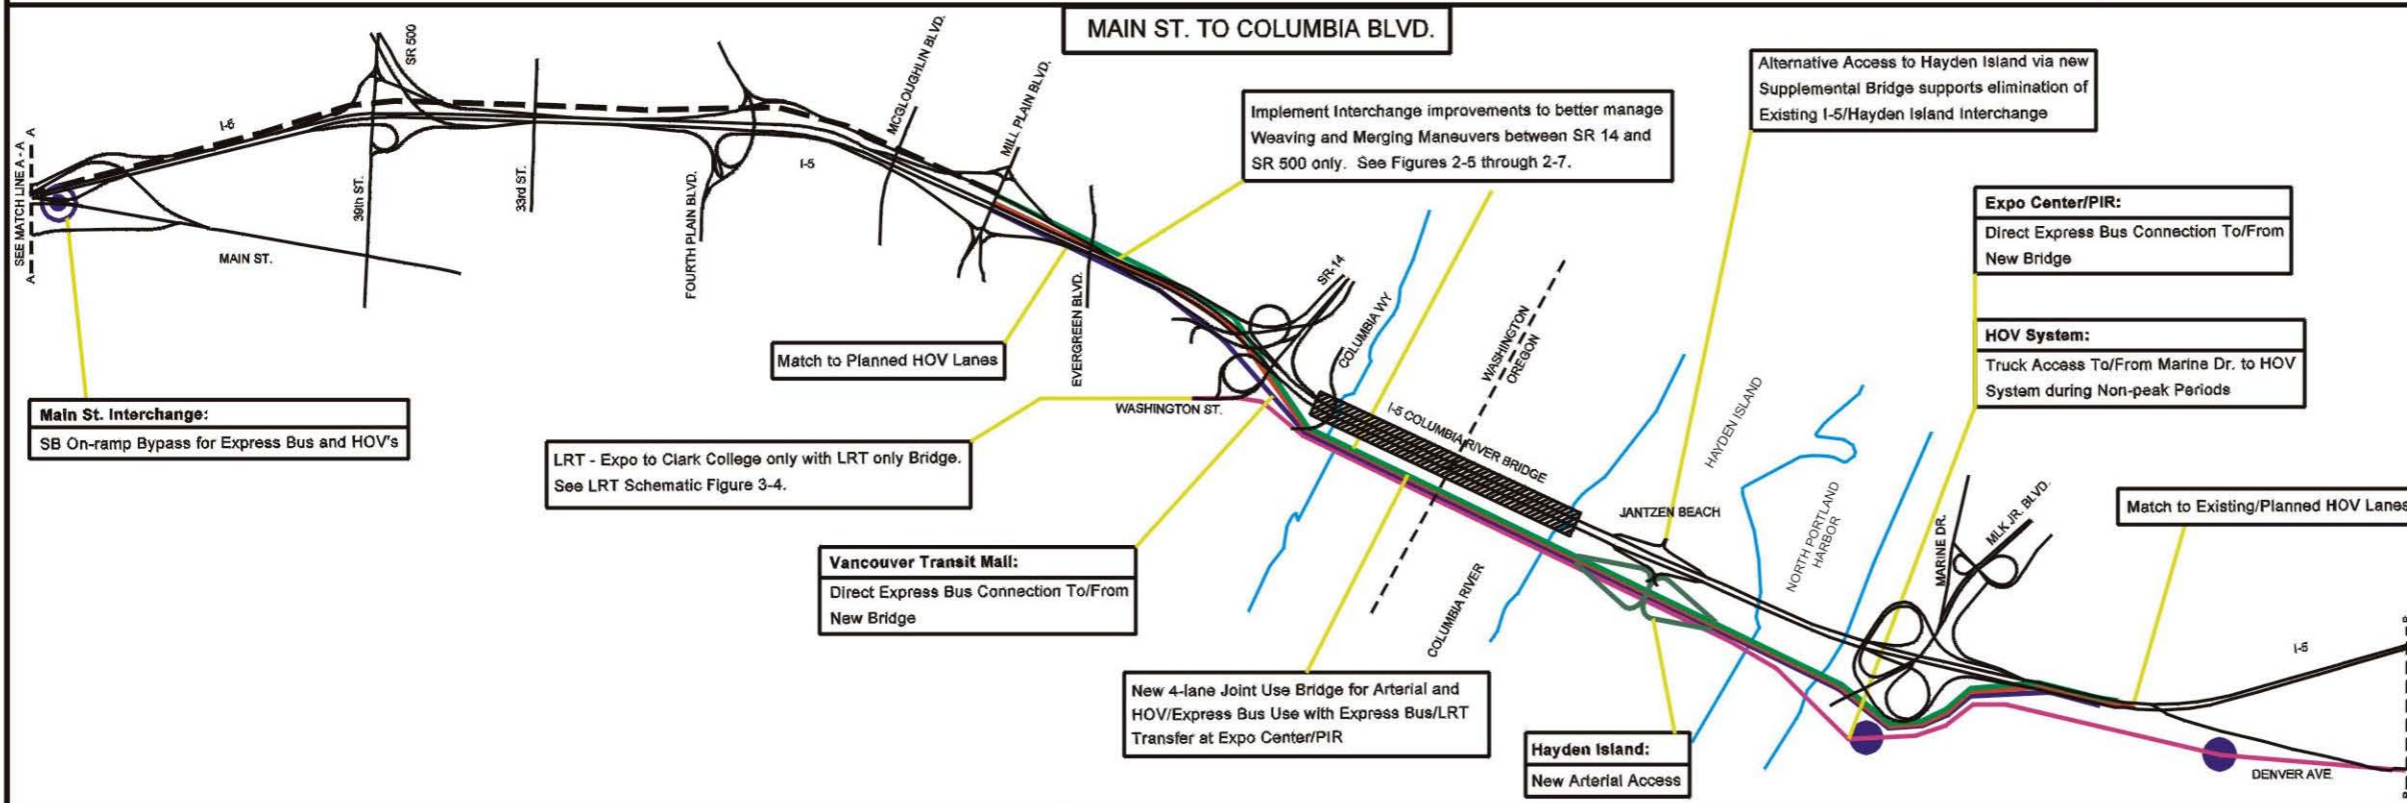 MAIN ST. TO COLUMBIA BLVD.
SR 500
MCGLOUGHLIN BLVD.
MILL PLAIN BLVD.
Alternative Access to Hayden Island via new
Supplemental Bridge supports elimination of
Existing I-5/Hayden Island Interchange
Implement Interchange improvements to better manage
Weaving and Merging Maneuvers between SR 14 and
SR 500 only. See Figures 2-5 through 2-7.
I-5
I-5
A
SEE MATCH LINE A - A
A
39th ST.
33rd ST.
FOURTH PLAIN BLVD.
MAIN ST.
EVERGREEN BLVD.
SR-14
COLUMBIA WY
WASHINGTON
OREGON
Expo Center/PIR:
Direct Express Bus Connection To/From
New Bridge
HOV System:
Truck Access To/From Marine Dr. to HOV
System during Non-peak Periods
Match to Planned HOV Lanes
Main St. Interchange:
SB On-ramp Bypass for Express Bus and HOV's
WASHINGTON ST.
I-5 COLUMBIA RIVER BRIDGE
HAYDEN ISLAND
LRT - Expo to Clark College only with LRT only Bridge.
See LRT Schematic Figure 3-4.
JANTZEN BEACH
NORTH PORTLAND
HARBOR
MARINE DR.
MLK JR. BLVD.
Match to Existing/Planned HOV Lanes
Vancouver Transit Mall:
Direct Express Bus Connection To/From
New Bridge
COLUMBIA RIVER
I-5
New 4-lane Joint Use Bridge for Arterial and
HOV/Express Bus Use with Express Bus/LRT
Transfer at Expo Center/PIR
Hayden Island:
New Arterial Access
DENVER AVE.